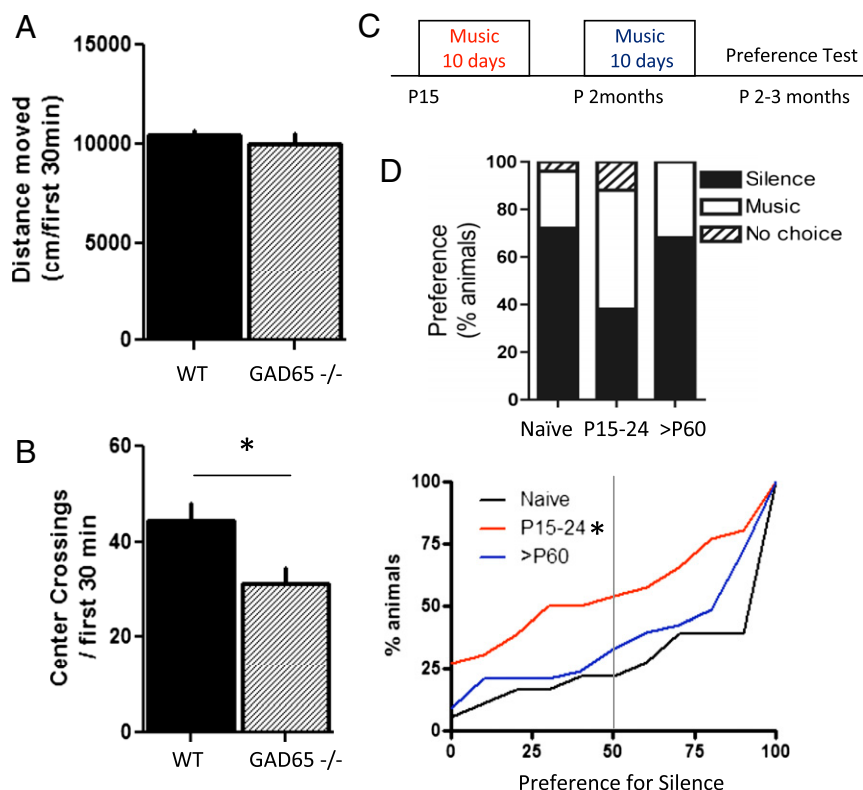 A
15000
10000
5000
0
Distance moved
(cm/first 30min)
WT GAD65 -/-
B
*
60
40
20
0
Center Crossings
/ first 30 min
WT GAD65 -/-
C
Music
10 days
Music
10 days
Preference Test
P15 P 2months P 2-3 months
D
100
80
60
40
20
0
Preference
(% animals)
Silence
Music
No choice
Naïve P15-24 >P60
100
75
50
25
0
% animals
Naive
P15-24 *
>P60
0 25 50 75 100
Preference for Silence